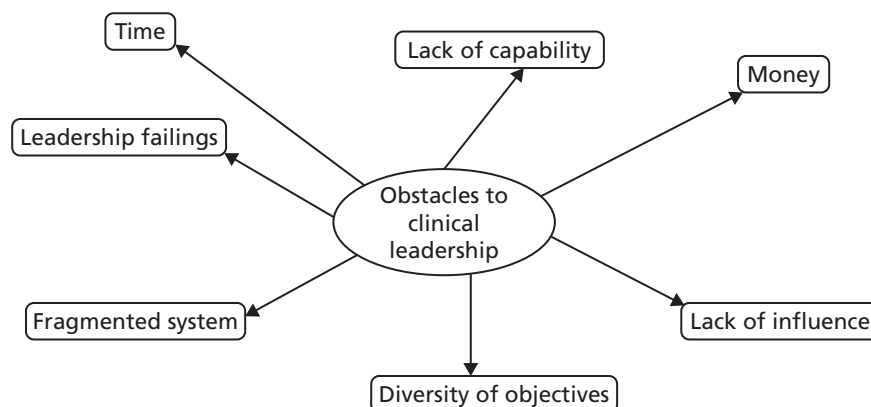 Time
Lack of capability
Money
Leadership failings
Obstacles to
clinical
leadership
Fragmented system
Lack of influence
Diversity of objectives